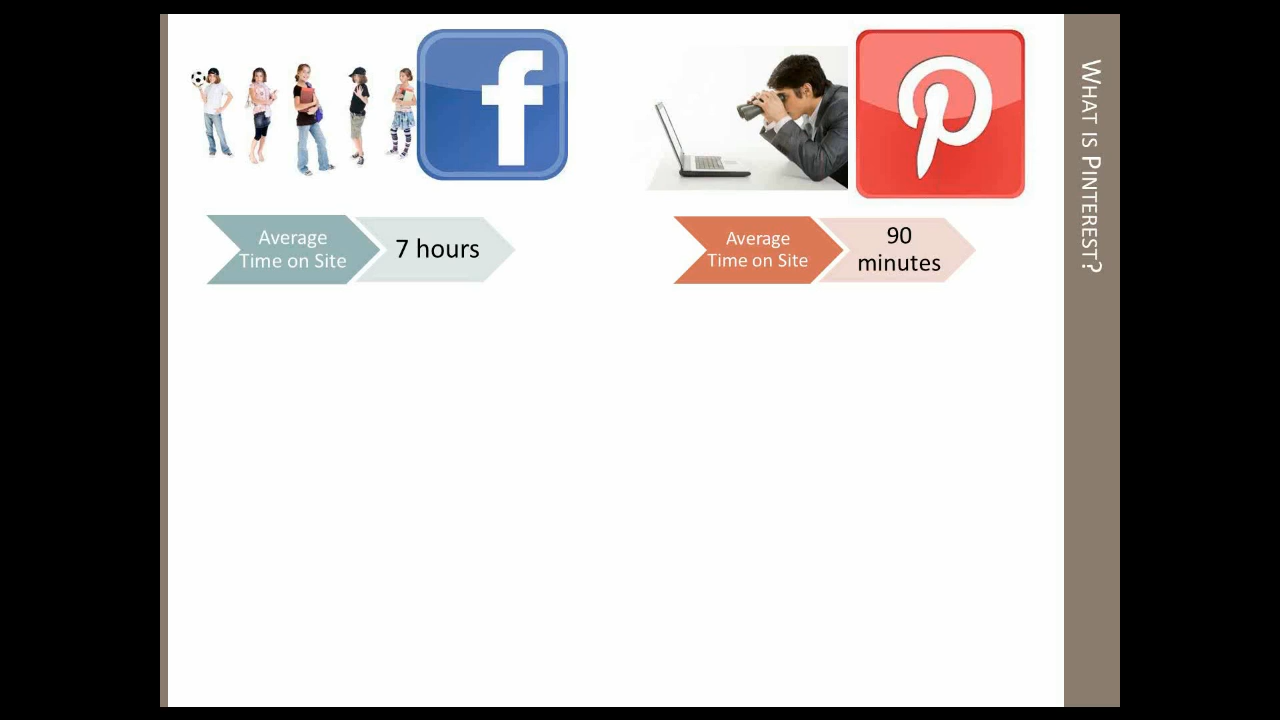 f
Average
Time on Site
7 hours
Average
Time on Site
90
minutes
WHAT IS PINTEREST?